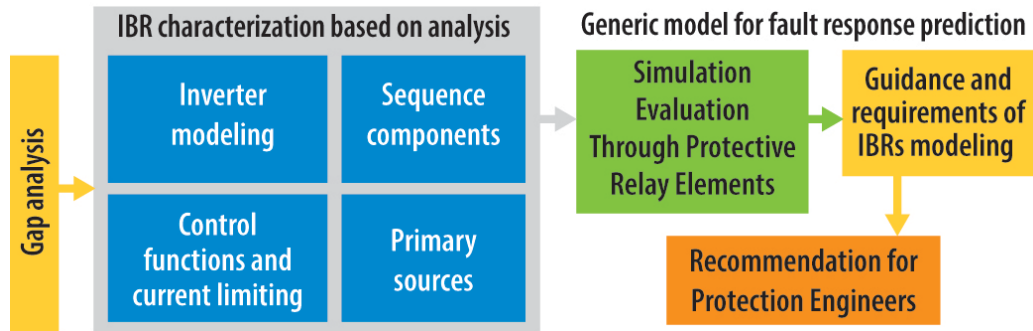 Gap analysis
IBR characterization based on analysis
Inverter
modeling
Sequence
components
Control
functions and
current limiting
Primary
sources
Generic model for fault response prediction
Simulation
Evaluation
Through Protective
Relay Elements
Guidance and
requirements of
IBRs modeling
Recommendation for
Protection Engineers